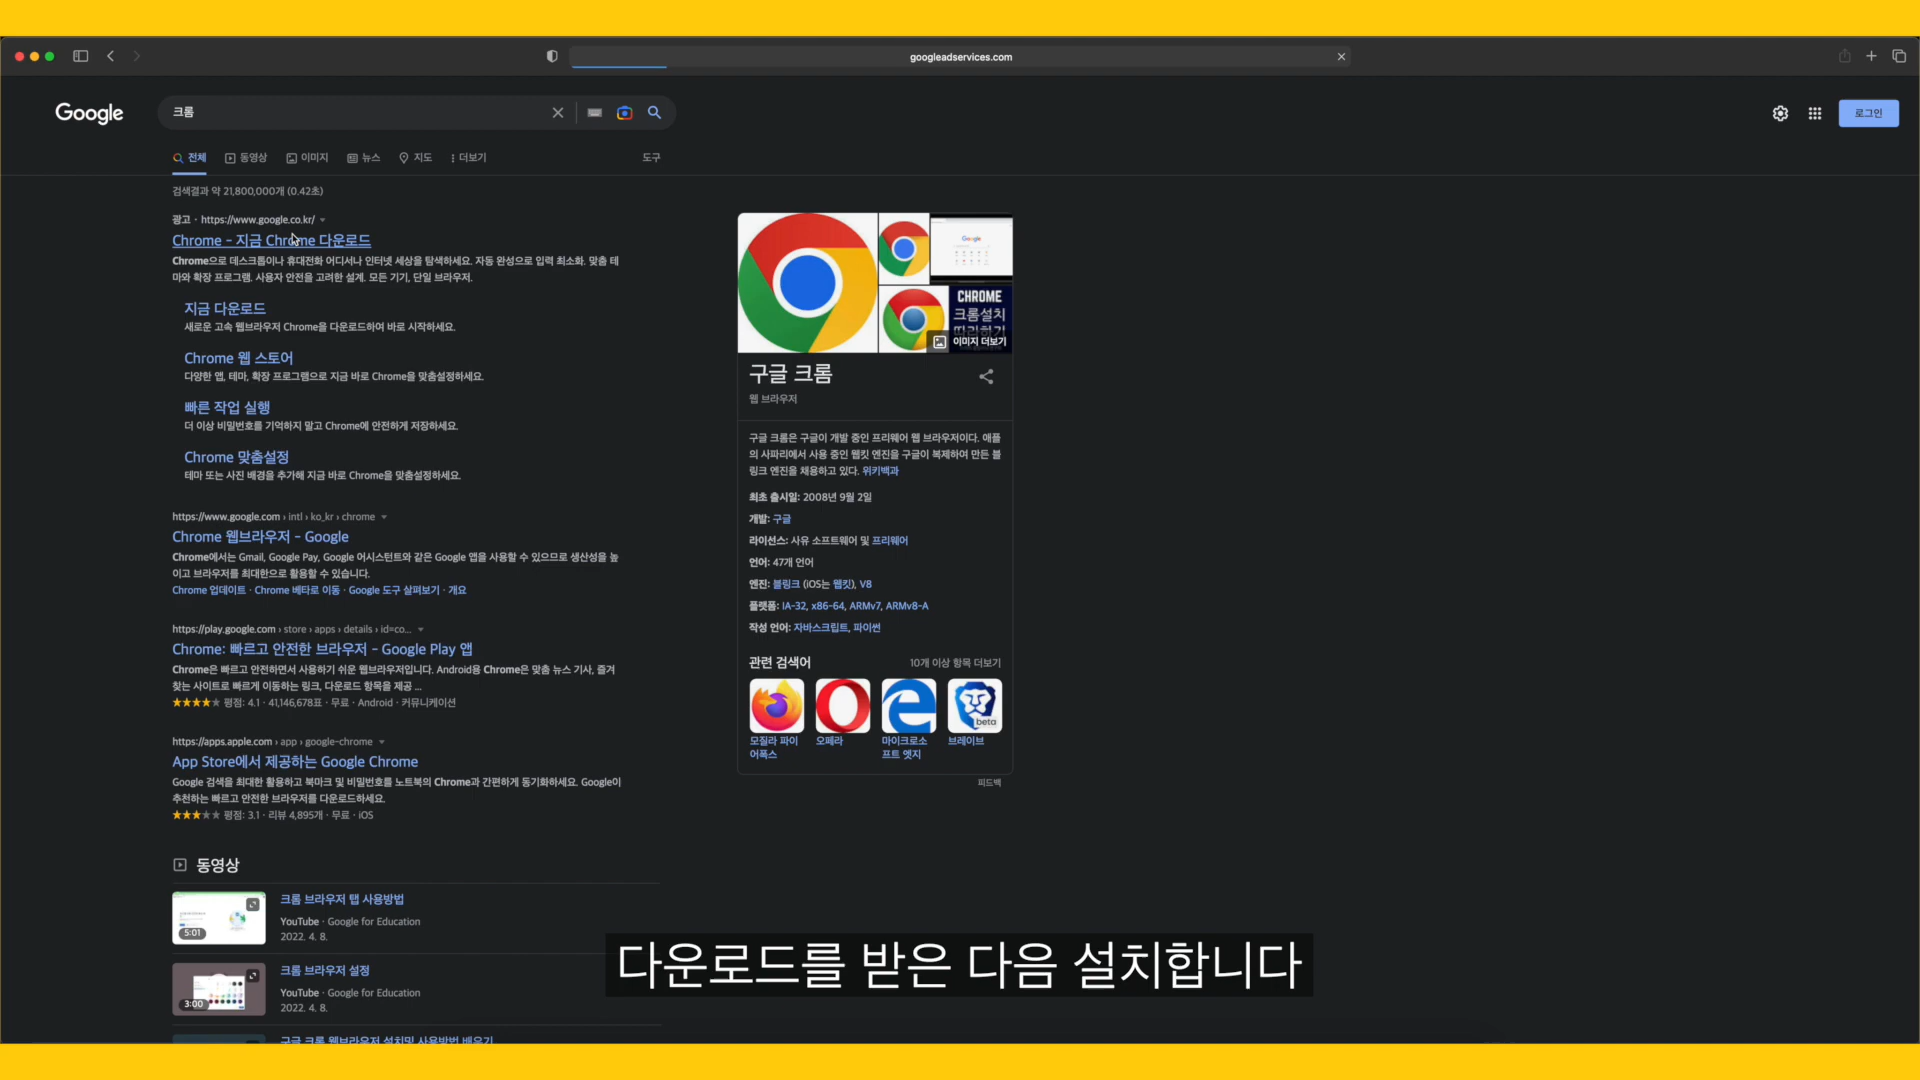 googleadservices.com
Google
크롬
로그인
전체
동영상
이미지
뉴스
지도
더보기
도구
검색결과 약 21,800,000개 (0.42초)
광고 · https://www.google.co.kr/
Chrome - 지금 Chrome 다운로드
Chrome으로 데스크톱이나 휴대전화 어디서나 인터넷 세상을 탐색하세요. 자동 완성으로 입력 최소화. 맞춤 테
마와 확장 프로그램. 사용자 안전을 고려한 설계. 모든 기기, 단일 브라우저.
지금 다운로드
새로운 고속 웹브라우저 Chrome을 다운로드하여 바로 시작하세요.
Chrome 웹 스토어
다양한 앱, 테마, 확장 프로그램으로 지금 바로 Chrome을 맞춤설정하세요.
빠른 작업 실행
더 이상 비밀번호를 기억하지 말고 Chrome에 안전하게 저장하세요.
Chrome 맞춤설정
테마 또는 사진 배경을 추가해 지금 바로 Chrome을 맞춤설정하세요.
https://www.google.com › intl › ko_kr › chrome
Chrome 웹브라우저 - Google
Chrome에서는 Gmail, Google Pay, Google 어시스턴트와 같은 Google 앱을 사용할 수 있으므로 생산성을 높
이고 브라우저를 최대한으로 활용할 수 있습니다.
Chrome 업데이트 · Chrome 베타로 이동 · Google 도구 살펴보기 · 개요
https://play.google.com › store › apps › details › id=co...
Chrome: 빠르고 안전한 브라우저 - Google Play 앱
Chrome은 빠르고 안전하면서 사용하기 쉬운 웹브라우저입니다. Android용 Chrome은 맞춤 뉴스 기사, 즐겨
찾는 사이트로 빠르게 이동하는 링크, 다운로드 항목을 제공 ...
평점: 4.1 · 41,146,678표 · 무료 · Android · 커뮤니케이션
https://apps.apple.com › app › google-chrome
App Store에서 제공하는 Google Chrome
Google 검색을 최대한 활용하고 북마크 및 비밀번호를 노트북의 Chrome과 간편하게 동기화하세요. Google이
추천하는 빠르고 안전한 브라우저를 다운로드하세요.
평점: 3.1 · 리뷰 4,895개 · 무료 · iOS
동영상
크롬 브라우저 탭 사용방법
YouTube · Google for Education
2022. 4. 8.
5:01
크롬 브라우저 설정
YouTube · Google for Education
2022. 4. 8.
3:00
구글 크롬 웹브라우저 설치및 사용방법 배우기
Google
CHROME
크롬설치
따라하기
이미지 더보기
구글 크롬
웹 브라우저
구글 크롬은 구글이 개발 중인 프리웨어 웹 브라우저이다. 애플
의 사파리에서 사용 중인 웹킷 엔진을 구글이 복제하여 만든 블
링크 엔진을 채용하고 있다. 위키백과
최초 출시일: 2008년 9월 2일
개발: 구글
라이선스: 사유 소프트웨어 및 프리웨어
언어: 47개 언어
엔진: 블링크 (iOS는 웹킷), V8
플랫폼: IA-32, x86-64, ARMv7, ARMv8-A
작성 언어: 자바스크립트, 파이썬
관련 검색어
10개 이상 항목 더보기
beta
모질라 파이
어폭스
오페라
마이크로소
프트 엣지
브레이브
피드백
다운로드를 받은 다음 설치합니다